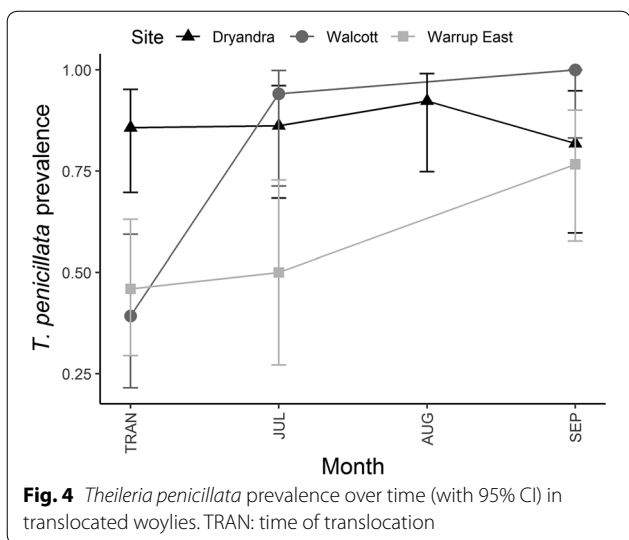 Site Dryandra Walcott Warrup East
1.00
0.75
0.50
0.25
T. penicillata prevalence
TRAN
JUL
AUG
SEP
Month
Fig. 4 Theileria penicillata prevalence over time (with 95% CI) in
translocated woylies. TRAN: time of translocation